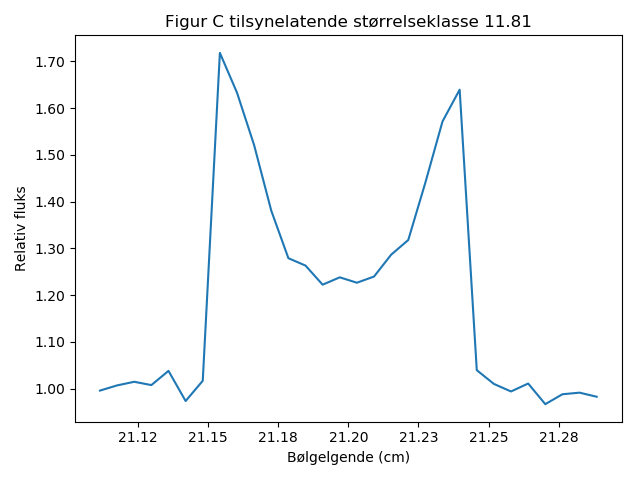 Figur C tilsynelatende størrelseklasse 11.81
1.70
1.60
1.50
1.40
1.30
1.20
1.10
1.00
Relativ fluks
21.12 21.15 21.18 21.20 21.23 21.25 21.28
Bølgelgende (cm)